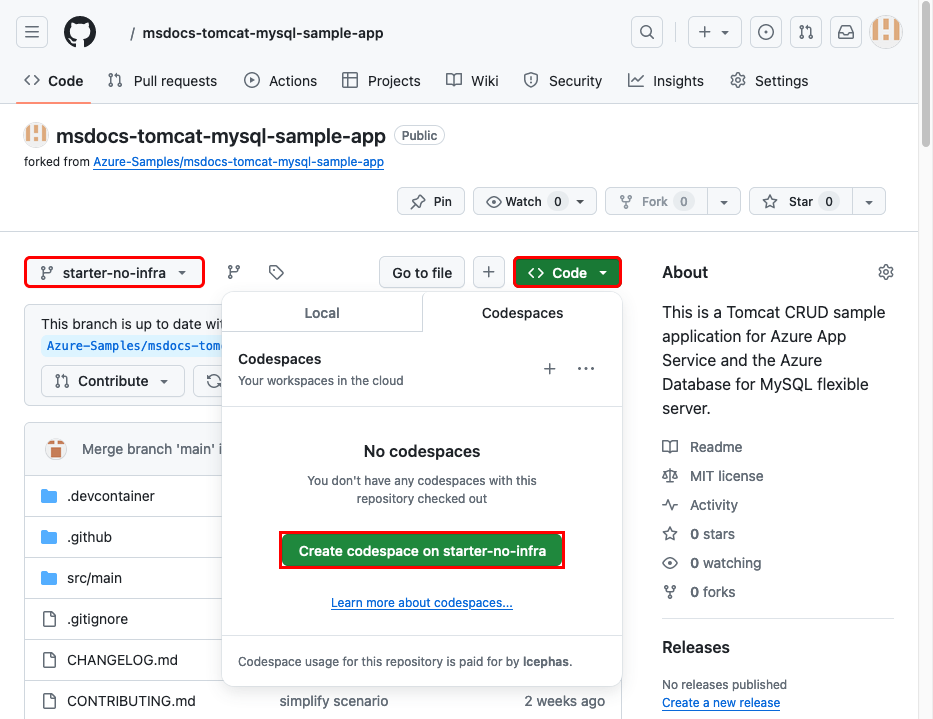 / msdocs-tomcat-mysql-sample-app
Code Pull requests Actions Projects Wiki Security Insights Settings
msdocs-tomcat-mysql-sample-app Public
forked from Azure-Samples/msdocs-tomcat-mysql-sample-app
Pin Watch 0 Fork 0 Star 0
starter-no-infra Go to file Code
This branch is up to date wit
Azure-Samples/msdocs-tom
Contribute
Merge branch 'main' i
.devcontainer
.github
src/main
.gitignore
CHANGELOG.md
CONTRIBUTING.md simplify scenario 2 weeks ago
Local Codespaces
Codespaces
Your workspaces in the cloud
No codespaces
You don't have any codespaces with this
repository checked out
Create codespace on starter-no-infra
Learn more about codespaces...
Codespace usage for this repository is paid for by lcephas.
About
This is a Tomcat CRUD sample
application for Azure App
Service and the Azure
Database for MySQL flexible
server.
Readme
MIT license
Activity
0 stars
0 watching
0 forks
Releases
No releases published
Create a new release